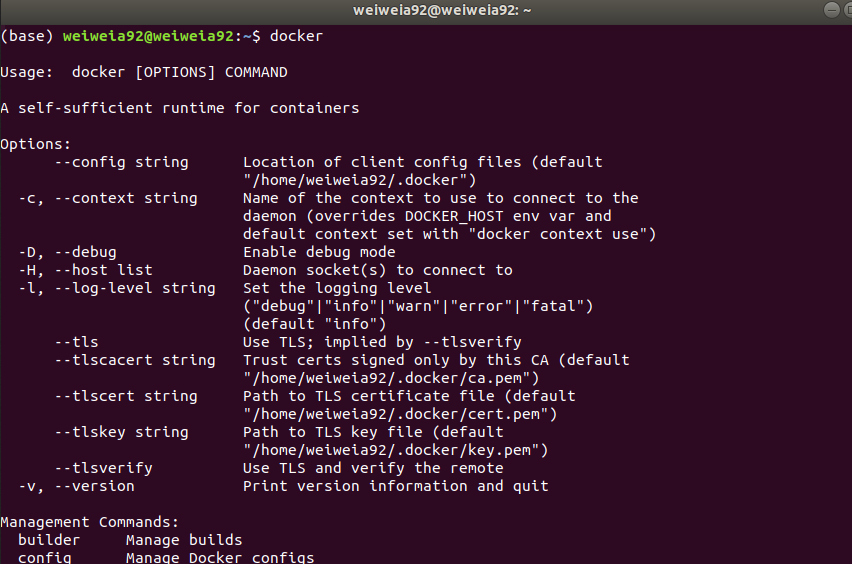 weiweia92@weiweia92: ~
(base) weiweia92@weiweia92:~$ docker
Usage:  docker [OPTIONS] COMMAND
A self-sufficient runtime for containers
Options:
      --config string      Location of client config files (default
                           "/home/weiweia92/.docker")
  -c, --context string     Name of the context to use to connect to the
                           daemon (overrides DOCKER_HOST env var and
                           default context set with "docker context use")
  -D, --debug              Enable debug mode
  -H, --host list          Daemon socket(s) to connect to
  -l, --log-level string   Set the logging level
                           ("debug"|"info"|"warn"|"error"|"fatal")
                           (default "info")
      --tls                Use TLS; implied by --tlsverify
      --tlscacert string   Trust certs signed only by this CA (default
                           "/home/weiweia92/.docker/ca.pem")
      --tlscert string     Path to TLS certificate file (default
                           "/home/weiweia92/.docker/cert.pem")
      --tlskey string      Path to TLS key file (default
                           "/home/weiweia92/.docker/key.pem")
      --tlsverify          Use TLS and verify the remote
  -v, --version            Print version information and quit
Management Commands:
  builder     Manage builds
  config      Manage Docker configs